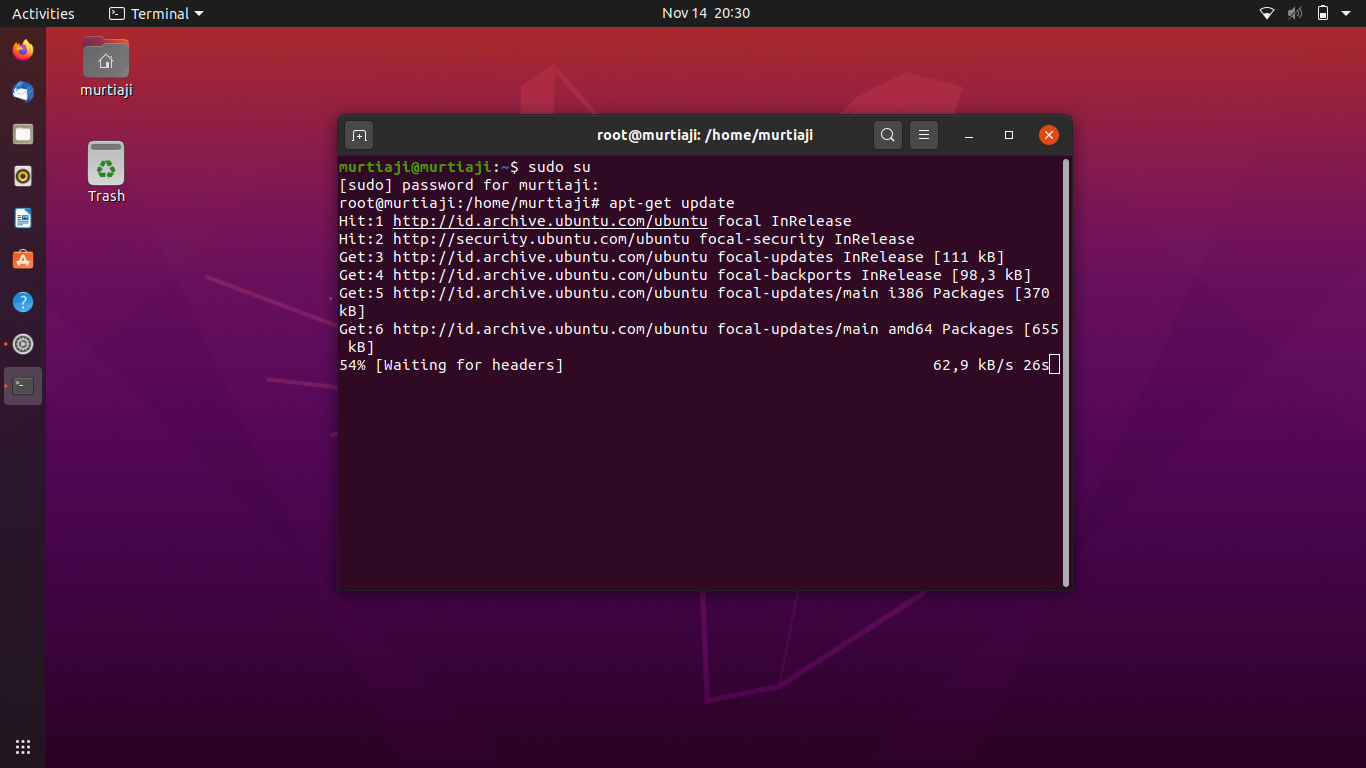 Activities
Terminal
Nov 14 20:30
murtiaji
Trash
root@murtiaji: /home/murtiaji
murtiaji@murtiaji:~$ sudo su
[sudo] password for murtiaji:
root@murtiaji:/home/murtiaji# apt-get update
Hit:1 http://id.archive.ubuntu.com/ubuntu focal InRelease
Hit:2 http://security.ubuntu.com/ubuntu focal-security InRelease
Get:3 http://id.archive.ubuntu.com/ubuntu focal-updates InRelease [111 kB]
Get:4 http://id.archive.ubuntu.com/ubuntu focal-backports InRelease [98,3 kB]
Get:5 http://id.archive.ubuntu.com/ubuntu focal-updates/main i386 Packages [370
kB]
Get:6 http://id.archive.ubuntu.com/ubuntu focal-updates/main amd64 Packages [655
kB]
54% [Waiting for headers] 62,9 kB/s 26s